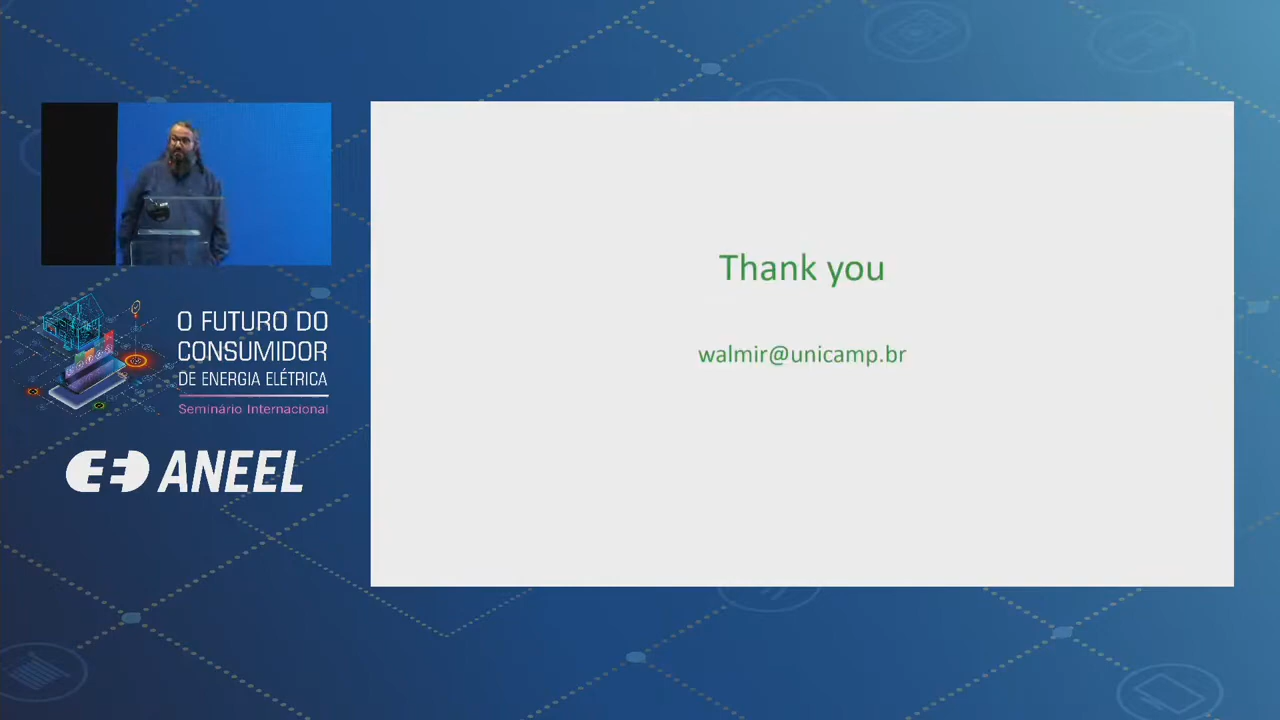 Thank you
walmir@unicamp.br
O FUTURO DO
CONSUMIDOR
DE ENERGIA ELÉTRICA
Seminário Internacional
ANEEL